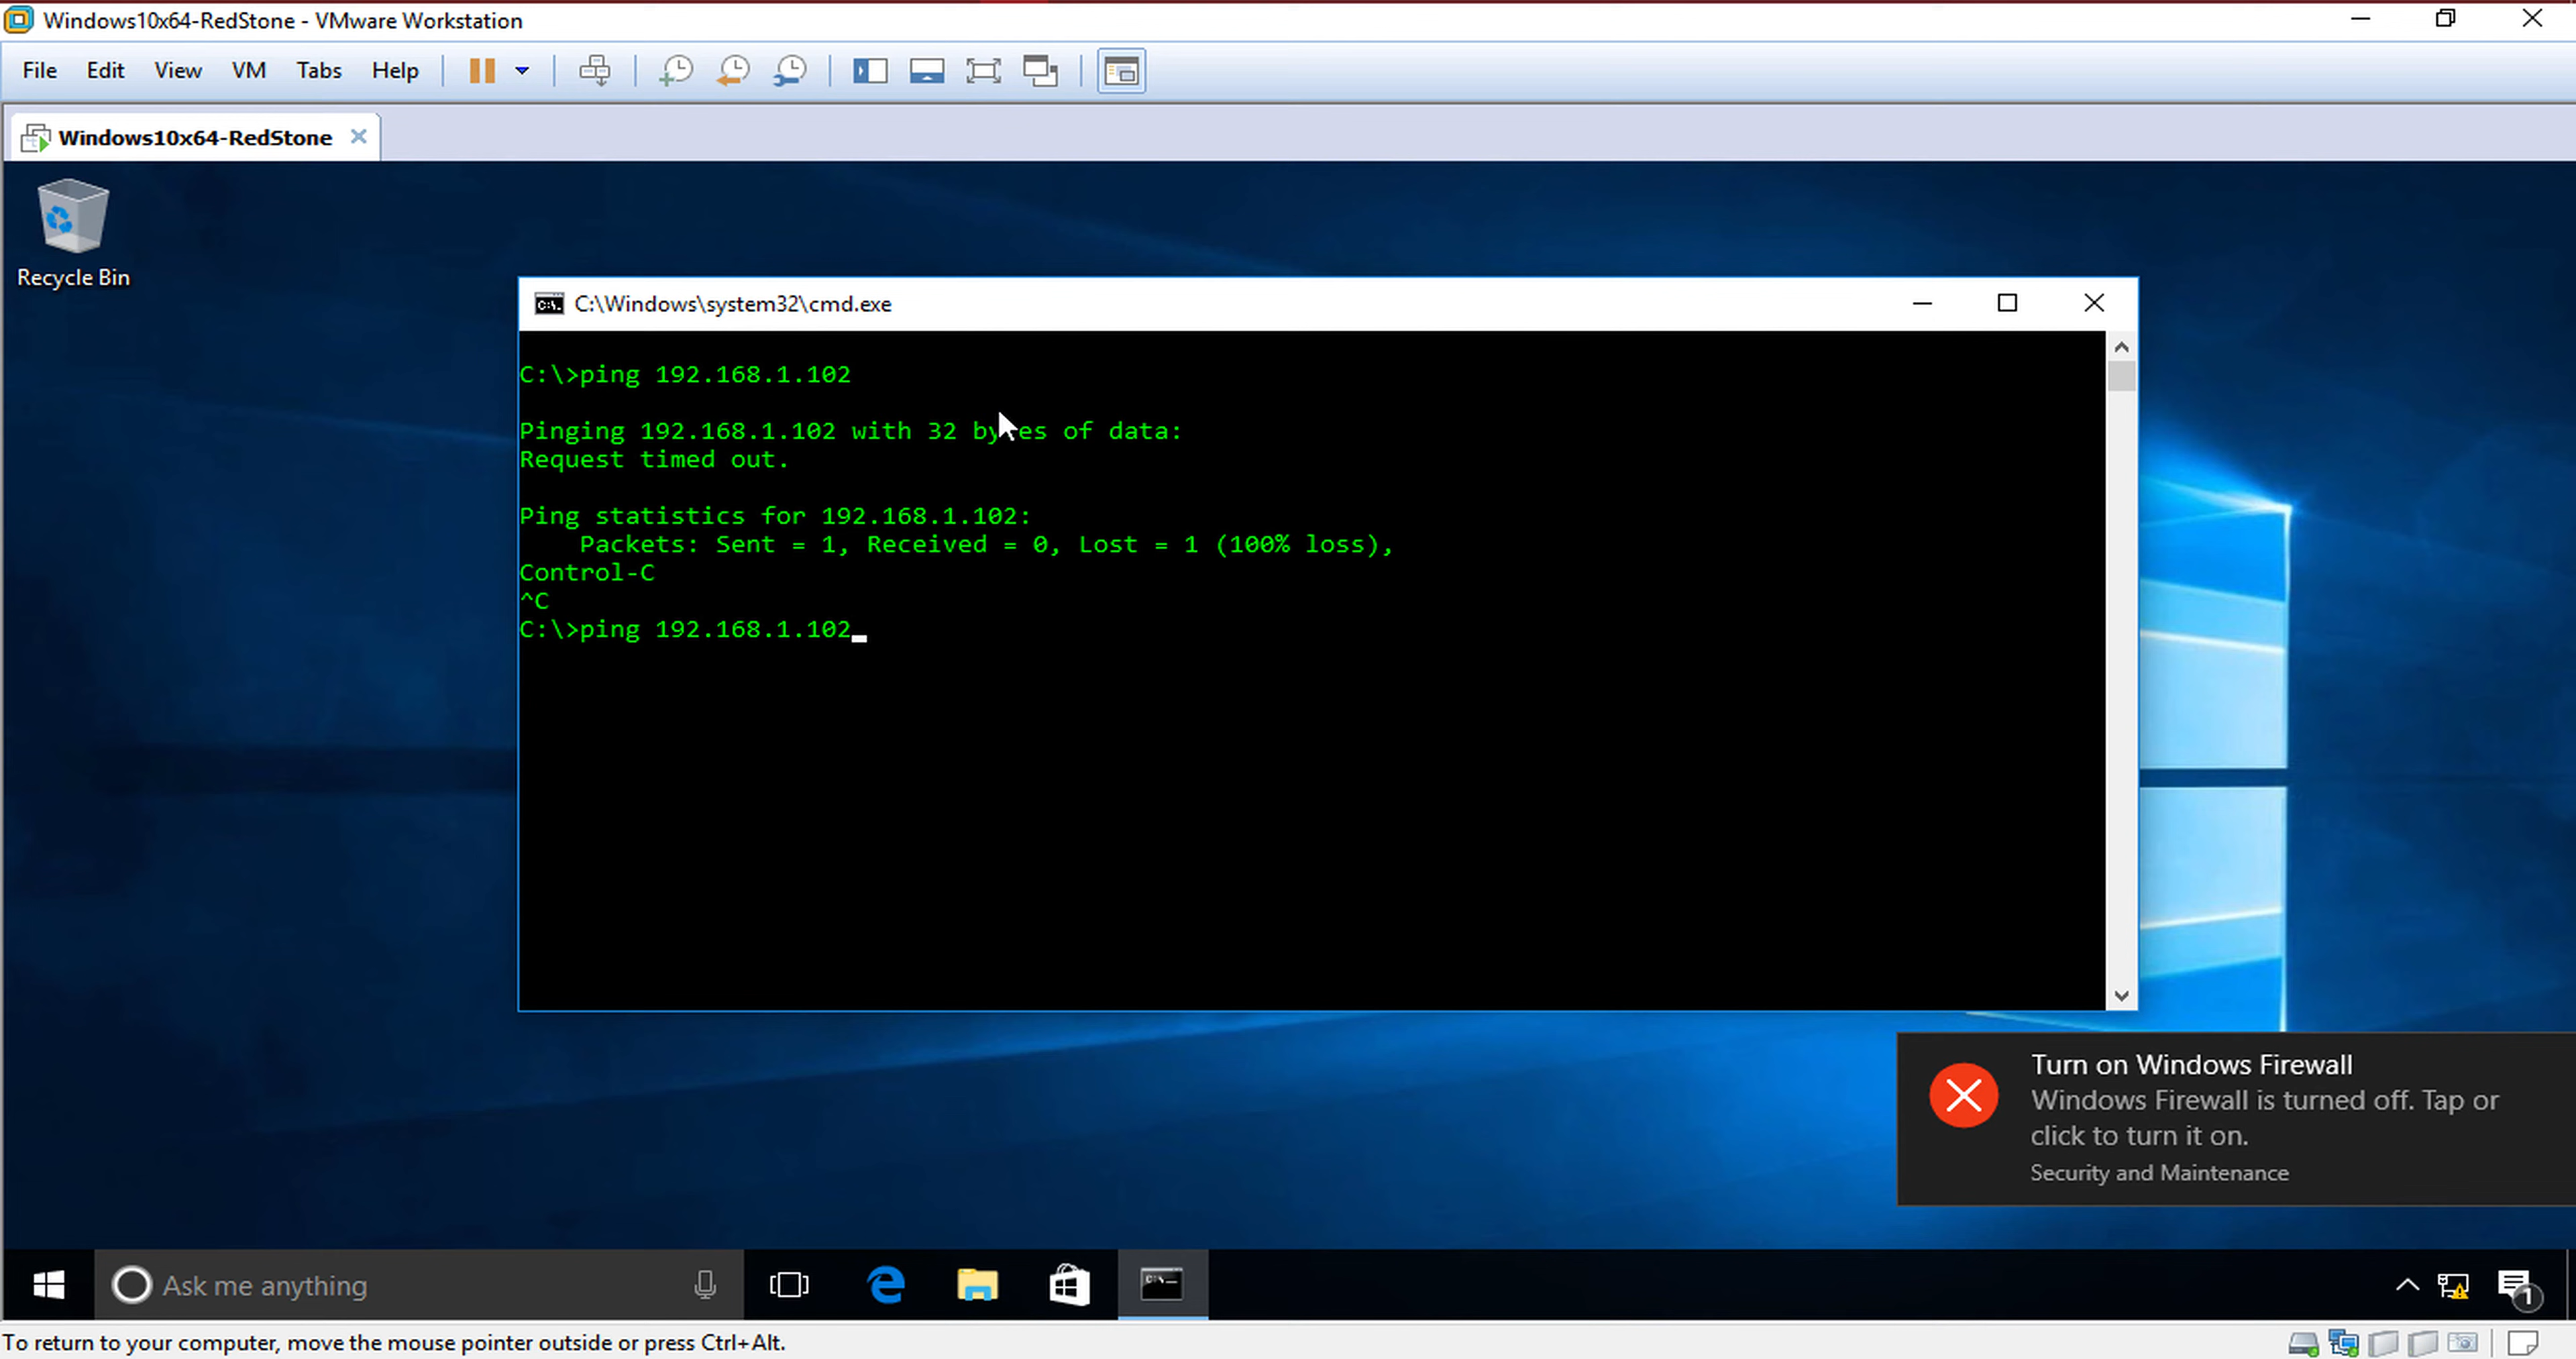 Windows10x64-RedStone - VMware Workstation
File Edit View VM Tabs Help
Windows10x64-RedStone
Recycle Bin
C:\Windows\system32\cmd.exe
C:\>ping 192.168.1.102
Pinging 192.168.1.102 with 32 bytes of data:
Request timed out.
Ping statistics for 192.168.1.102:
Packets: Sent = 1, Received = 0, Lost = 1 (100% loss),
Control-C
^C
C:\>ping 192.168.1.102_
Turn on Windows Firewall
Windows Firewall is turned off. Tap or
click to turn it on.
Security and Maintenance
Ask me anything
1
To return to your computer, move the mouse pointer outside or press Ctrl+Alt.